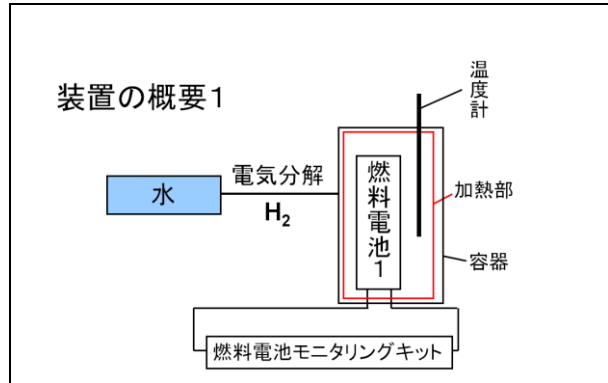 装置の概要1
温度計
電気分解
水
H₂
燃料電池1
加熱部
容器
燃料電池モニタリングキット